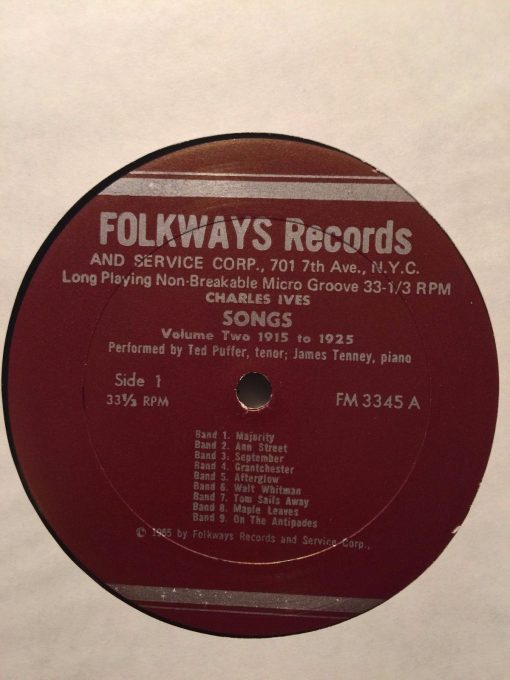 FOLKWAYS Records
AND SERVICE CORP., 701 7th Ave., N.Y.C.
Long Playing Non-Breakable Micro Groove 33-1/3 RPM
CHARLES IVES
SONGS
Volume Two 1915 to 1925
Performed by Ted Puffer, tenor; James Tenney, piano
Side 1
33⅓ RPM
FM 3345 A
Band 1. Majority
Band 2. Ann Street
Band 3. September
Band 4. Grantchester
Band 5. Afterglow
Band 6. Walt Whitman
Band 7. Tom Sails Away
Band 8. Maple Leaves
Band 9. On The Antipodes
© 1965 by Folkways Records and Service Corp.,